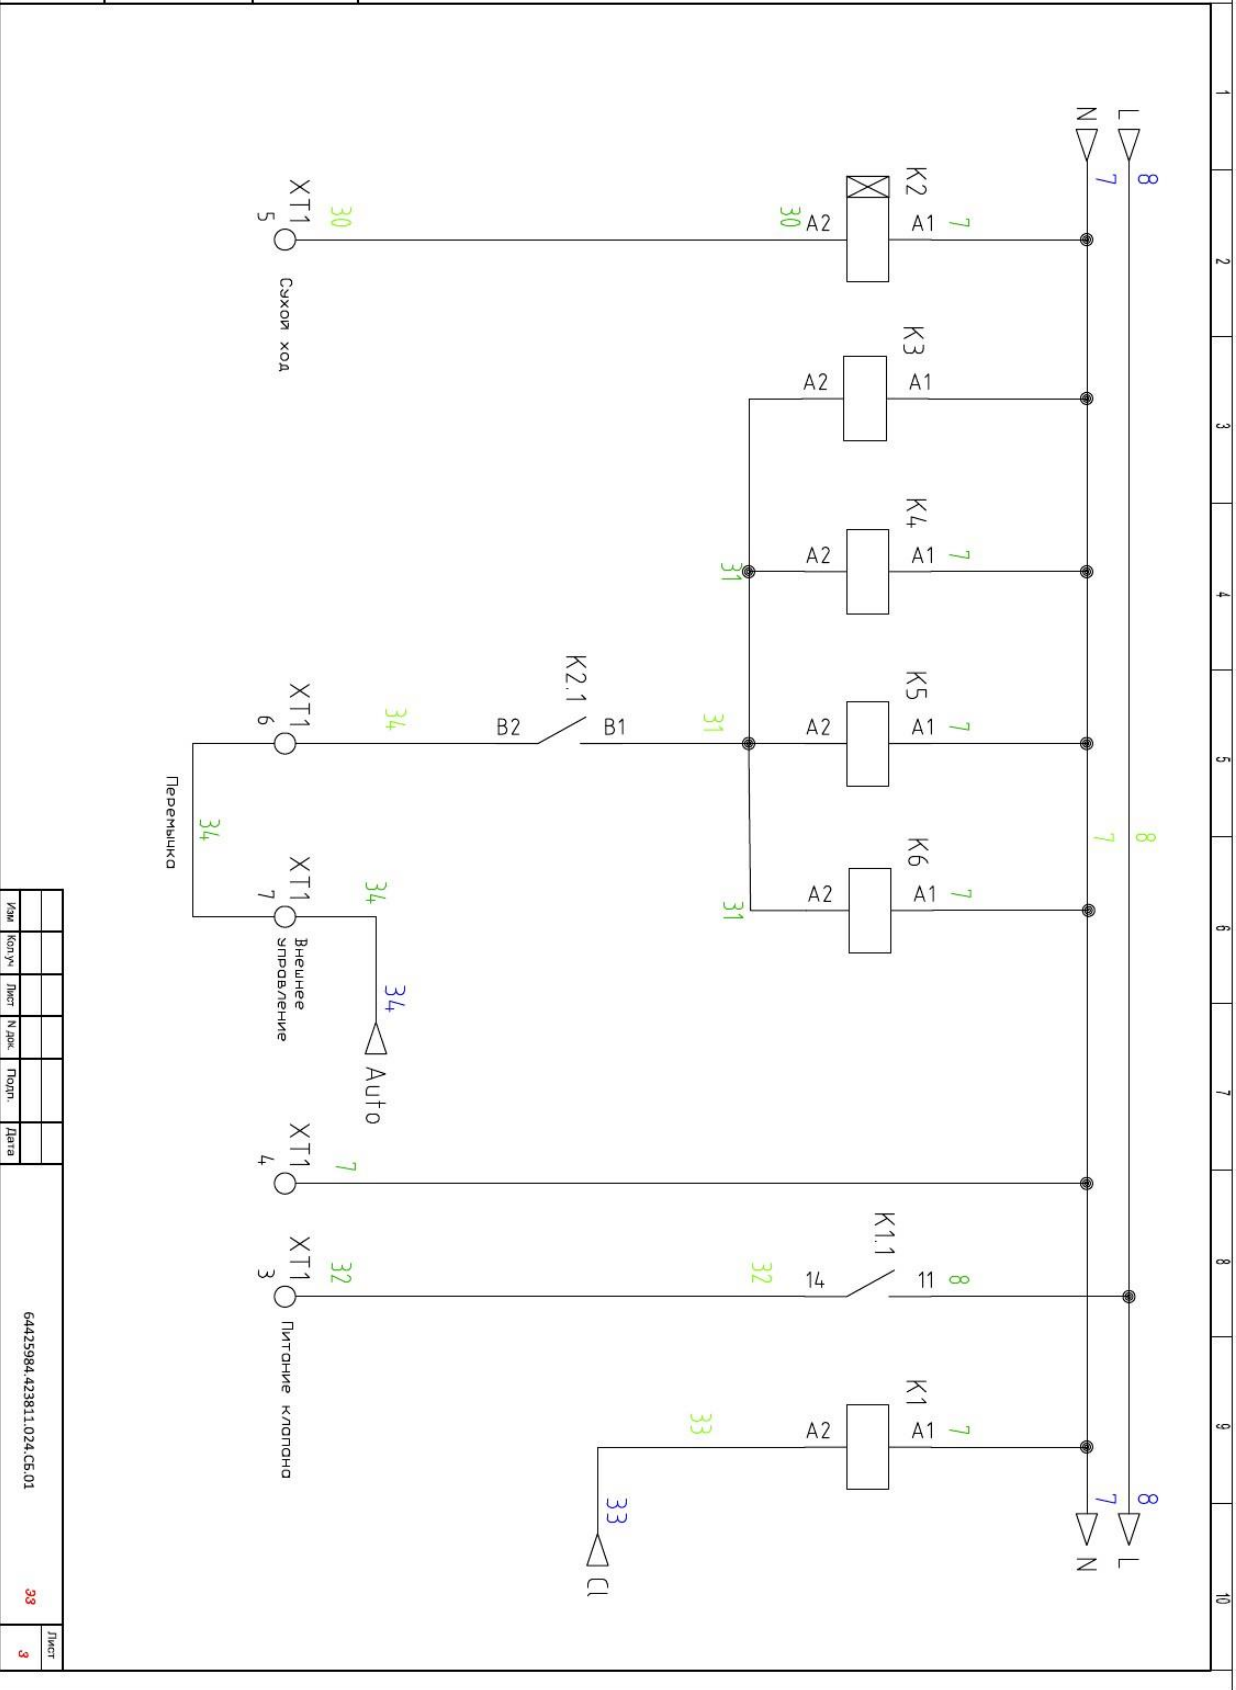 1
2
3
4
5
6
7
8
9
10
L 8
N 7
8 L
7 N
8
7
K2
A1 7
A2 30
30
XT1
5
Сухой ход
K3
A1
A2
K4
A1 7
A2
31
K5
A1 7
A2
31
K2.1
B1
B2
34
XT1
6
K6
A1 7
A2
31
Перемычка
34
XT1
7
Внешнее
управление
34
34
Auto
XT1
4
7
K1.1
11 8
14
32
32
XT1
3
Питание клапана
K1
A1 7
A2
33
33
Cl
Изм Кол.уч Лист N док. Подп. Дата
64425984.423811.024.СБ.01
ЭЗ
Лист
3